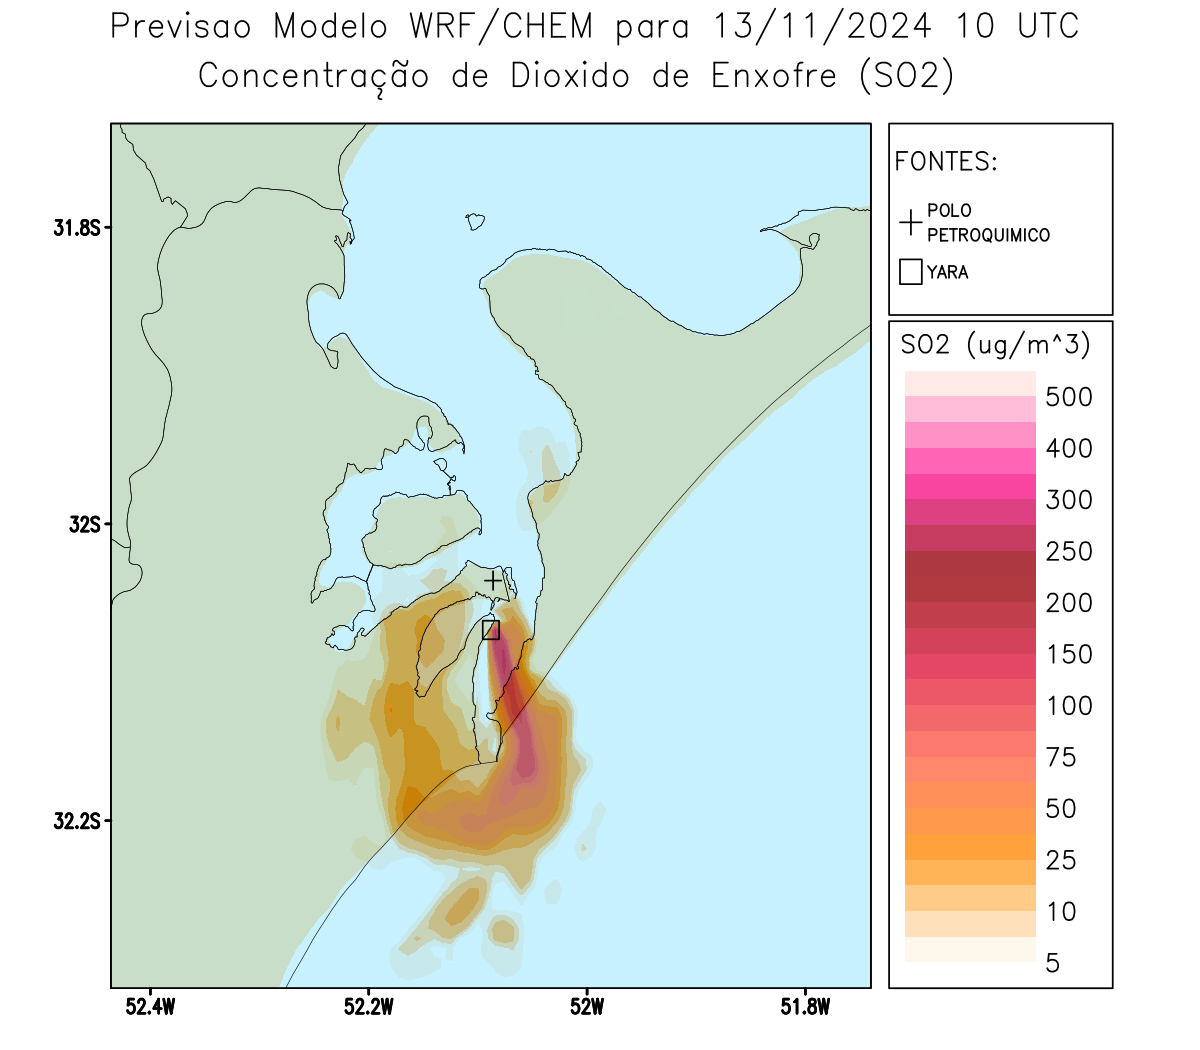 Previsao Modelo WRF/CHEM para 13/11/2024 10 UTC
Concentração de Dioxido de Enxofre (SO2)
FONTES:
POLO
PETROQUIMICO
YARA
SO2 (ug/m^3)
500
400
300
250
200
150
100
75
50
25
10
5
31.8S
32S
32.2S
52.4W
52.2W
52W
51.8W